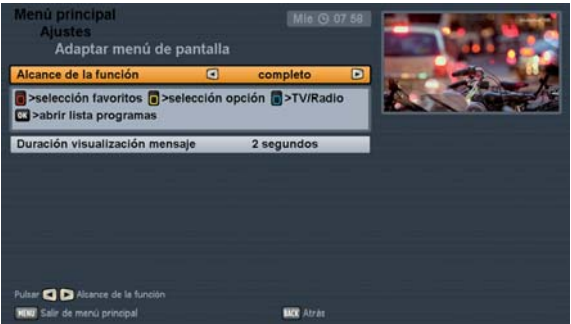 Menú principal
Mie 07 58
Ajustes
Adaptar menú de pantalla
Alcance de la función completo
>selección favoritos >selección opción >TV/Radio
OK >abrir lista programas
Duración visualización mensaje 2 segundos
Pulsar Alcance de la función
MENU Salir de menú principal BACK Atrás